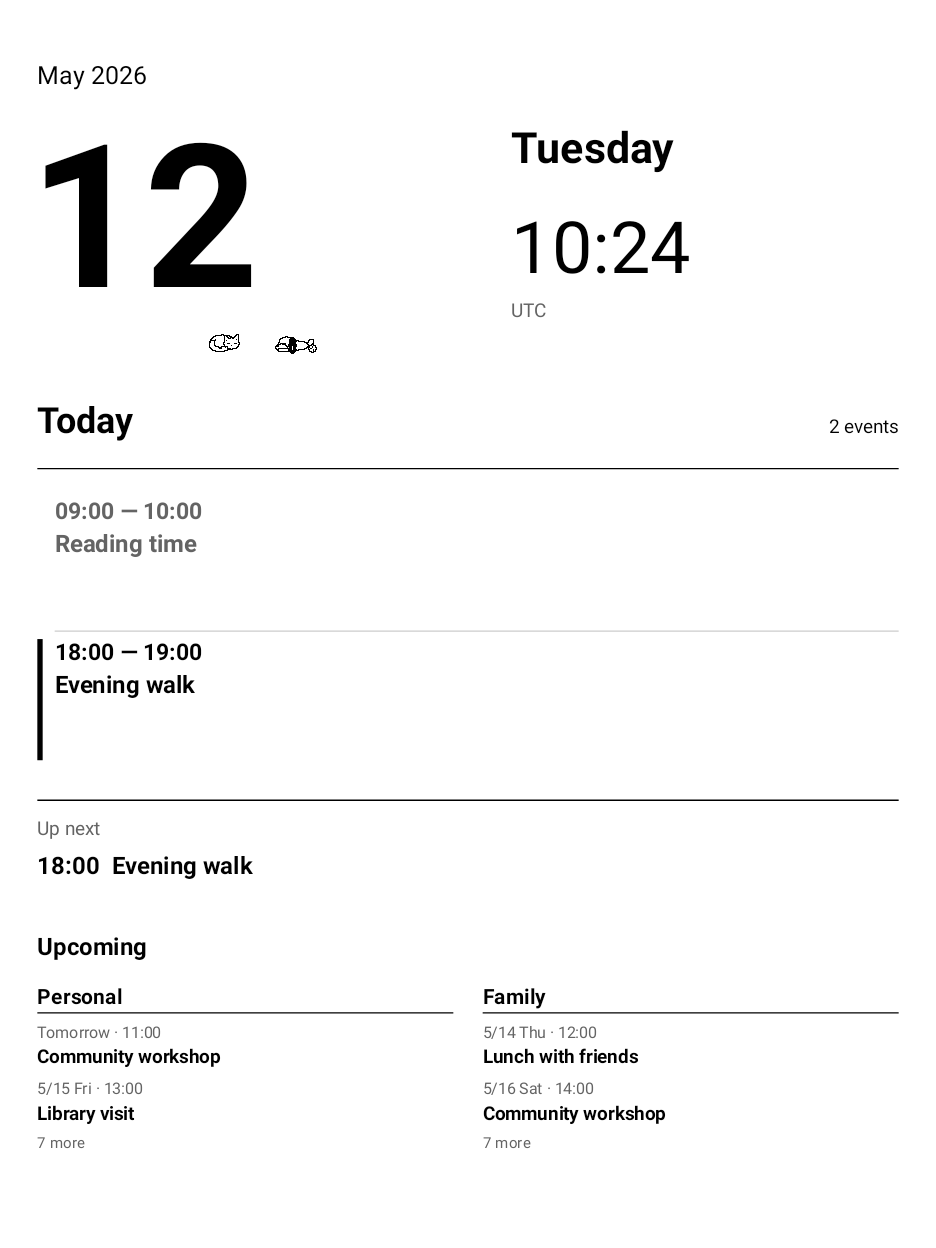 May 2026
12
Tuesday
10:24
UTC
Today
2 events
09:00 — 10:00
Reading time
18:00 — 19:00
Evening walk
Up next
18:00 Evening walk
Upcoming
Personal
Tomorrow · 11:00
Community workshop
5/15 Fri · 13:00
Library visit
7 more
Family
5/14 Thu · 12:00
Lunch with friends
5/16 Sat · 14:00
Community workshop
7 more